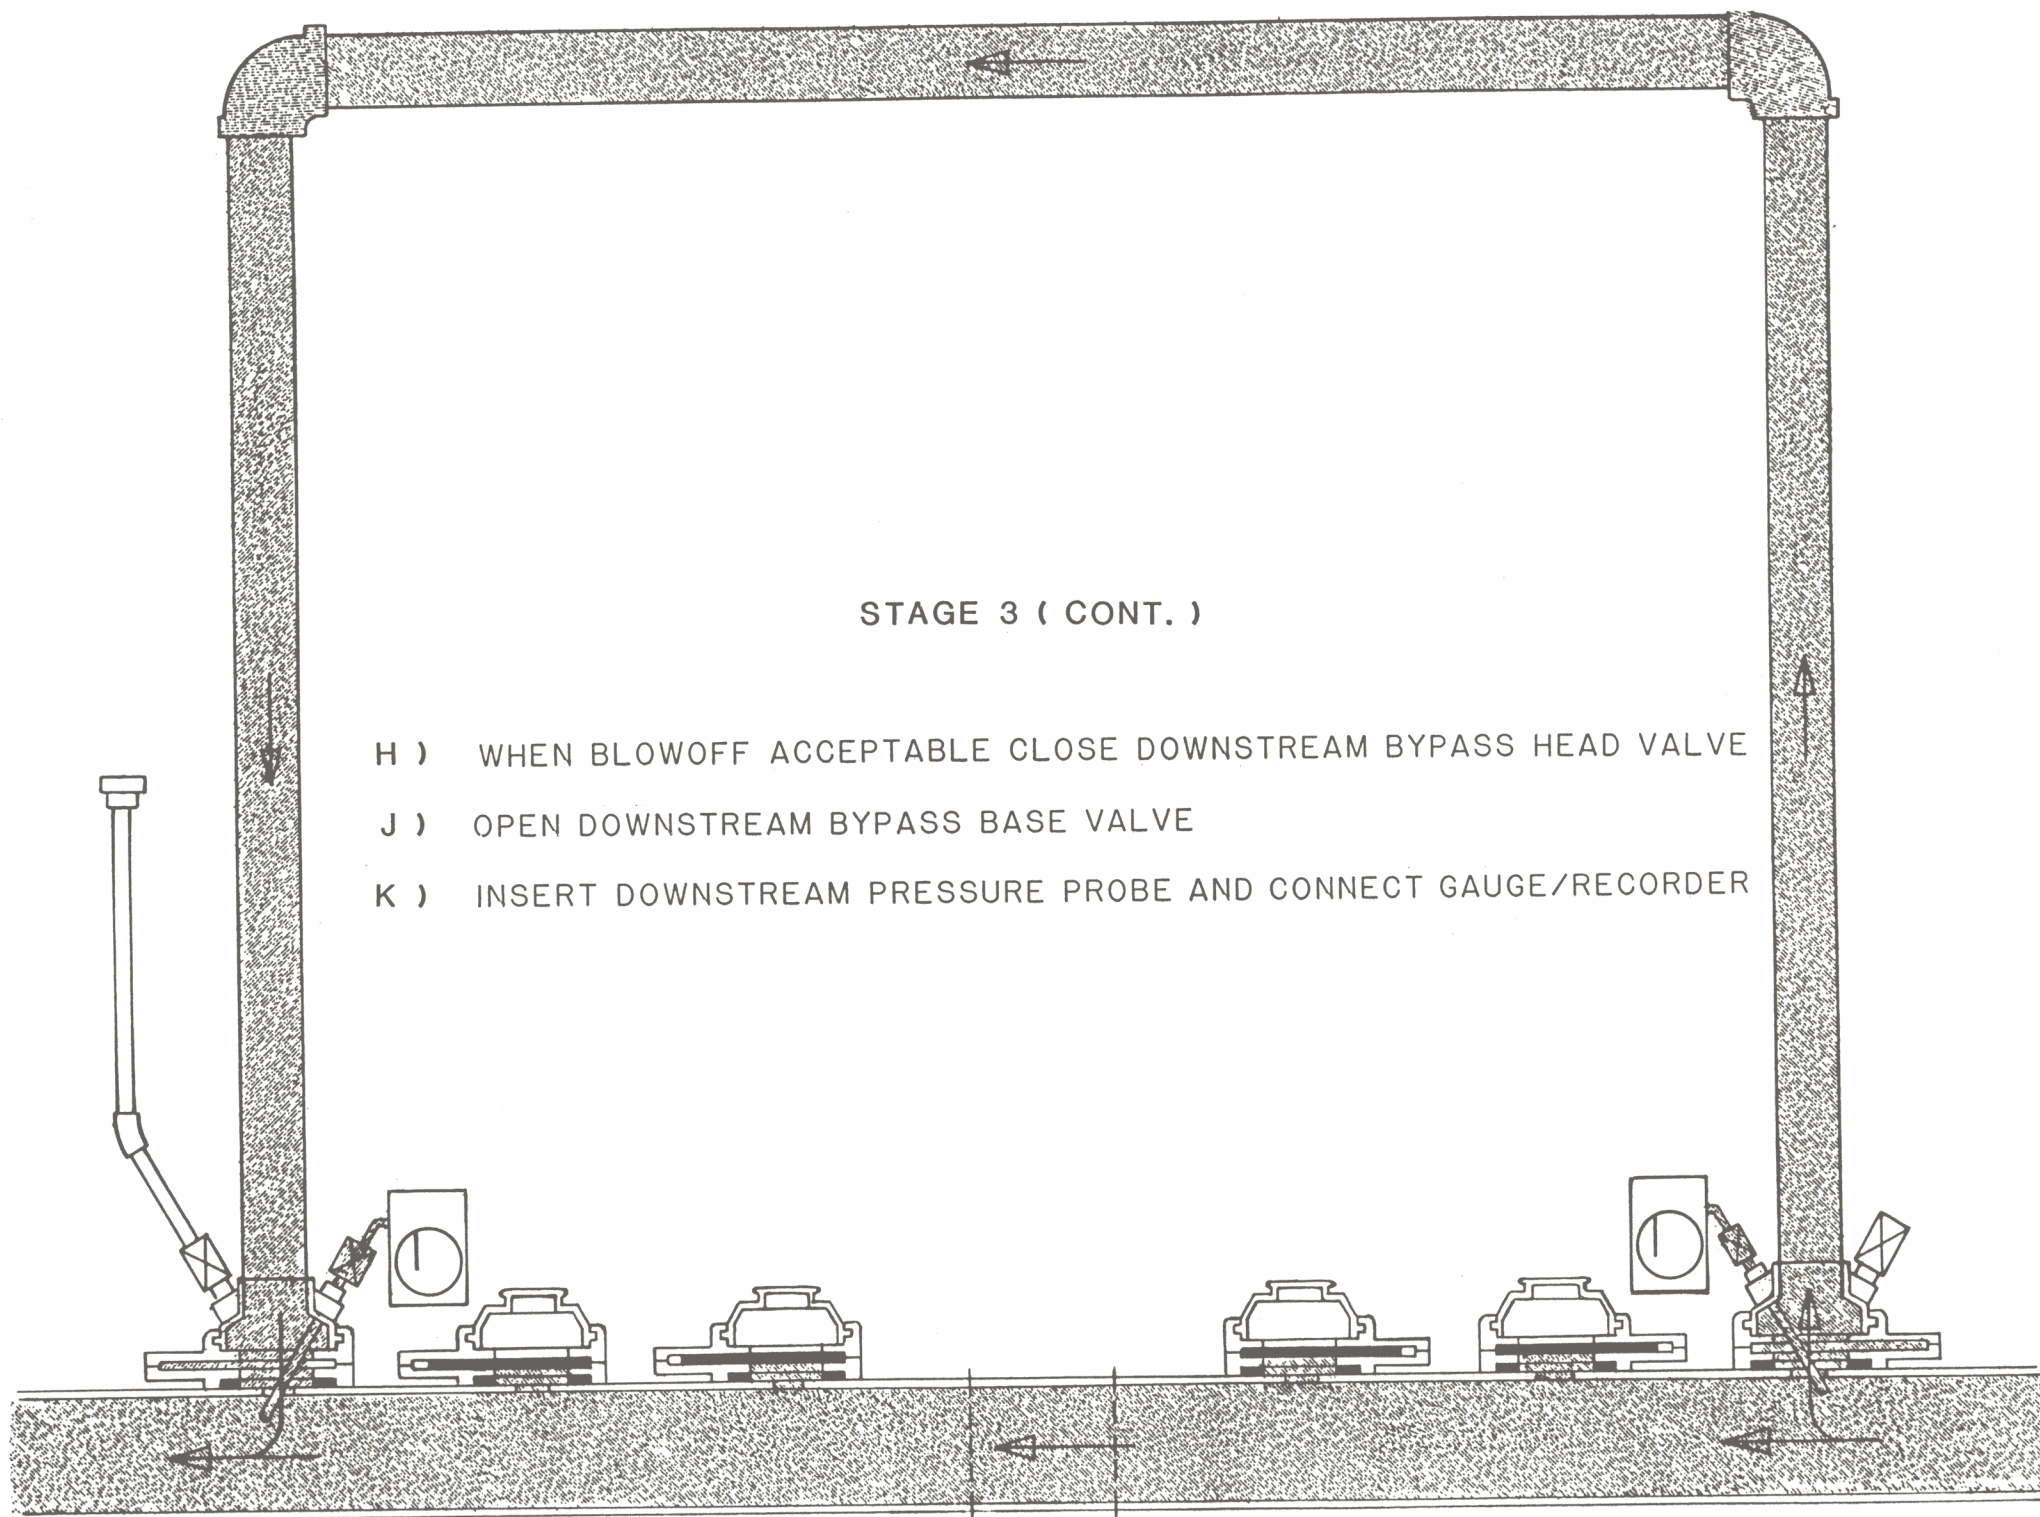 STAGE 3 ( CONT. )
H ) WHEN BLOWOFF ACCEPTABLE CLOSE DOWNSTREAM BYPASS HEAD VALVE
J ) OPEN DOWNSTREAM BYPASS BASE VALVE
K ) INSERT DOWNSTREAM PRESSURE PROBE AND CONNECT GAUGE/RECORDER